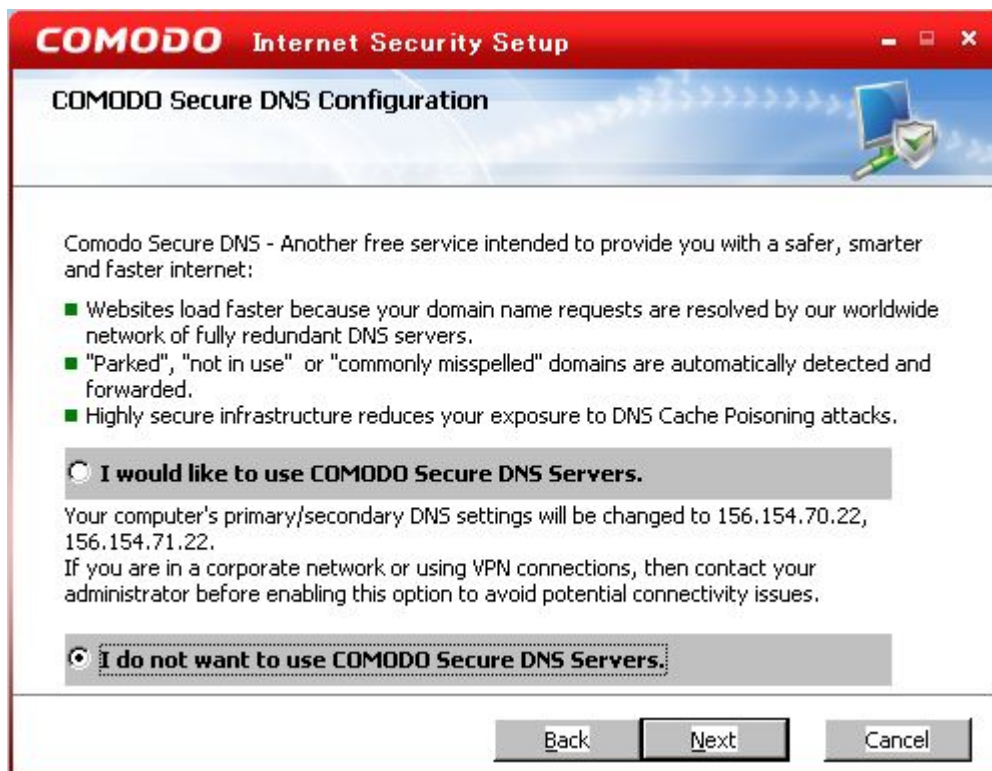 COMODO Internet Security Setup
COMODO Secure DNS Configuration
Comodo Secure DNS - Another free service intended to provide you with a safer, smarter
and faster internet:
Websites load faster because your domain name requests are resolved by our worldwide
network of fully redundant DNS servers.
"Parked", "not in use" or "commonly misspelled" domains are automatically detected and
forwarded.
Highly secure infrastructure reduces your exposure to DNS Cache Poisoning attacks.
I would like to use COMODO Secure DNS Servers.
Your computer's primary/secondary DNS settings will be changed to 156.154.70.22,
156.154.71.22.
If you are in a corporate network or using VPN connections, then contact your
administrator before enabling this option to avoid potential connectivity issues.
I do not want to use COMODO Secure DNS Servers.
Back Next Cancel